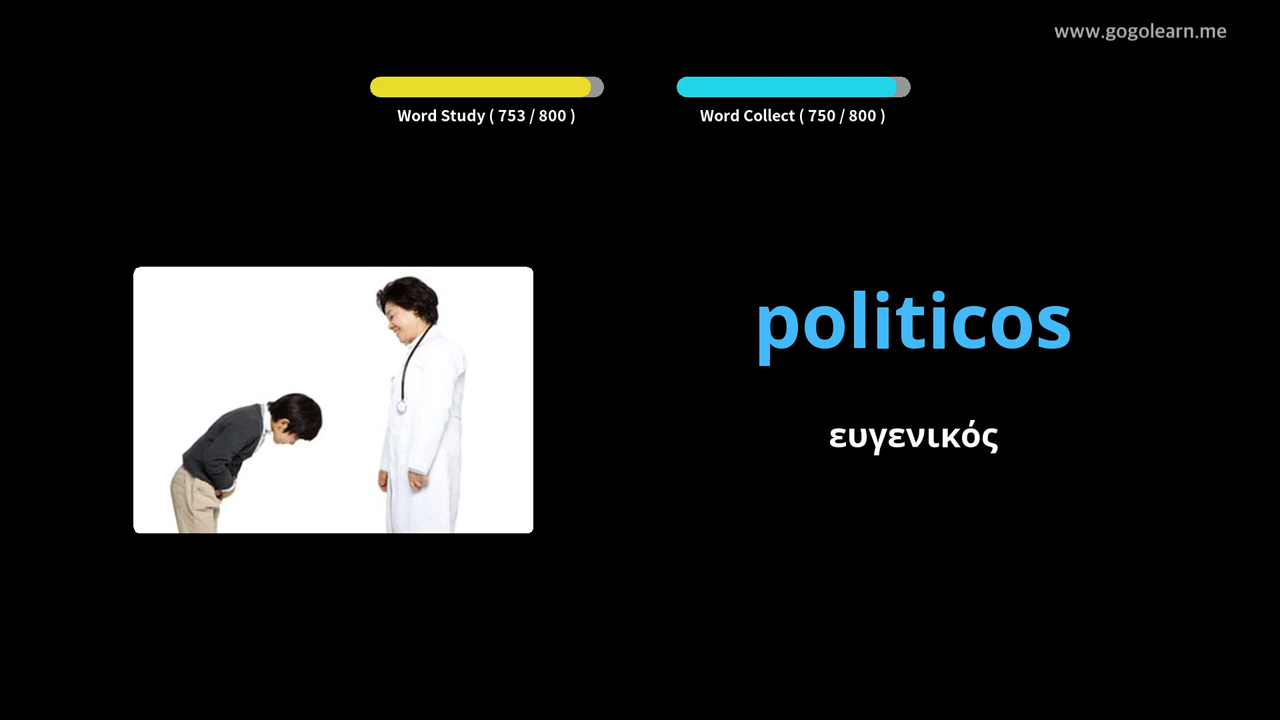 www.gogolearn.me
Word Study ( 753 / 800 )
Word Collect ( 750 / 800 )
politicos
ευγενικός